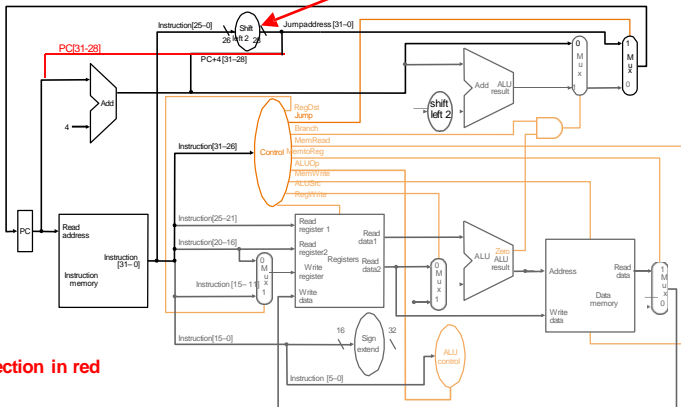 Instruction[25–0]
Shift
left 2
Jumpaddress [31–0]
26
28
PC[31-28]
PC+4 [31–28]
Add
4
0
M
u
x
1
1
M
u
x
0
Add
ALU
result
shift
left 2
RegDst
Jump
Branch
MemRead
MemtoReg
ALUOp
MemWrite
ALUSrc
RegWrite
Instruction[31–26]
Control
PC
Read
address
Instruction
[31–0]
Instruction
memory
Instruction[25–21]
Instruction[20–16]
Instruction [15–11]
0
M
u
x
1
Read
register 1
Read
register2
Write
register
Write
data
Registers
Read
data1
Read
data2
0
M
u
x
1
ALU
Zero
ALU
result
Address
Write
data
Read
data
Data
memory
1
M
u
x
0
Instruction[15–0]
16
Sign
extend
32
ALU
control
Instruction [5–0]
ection in red